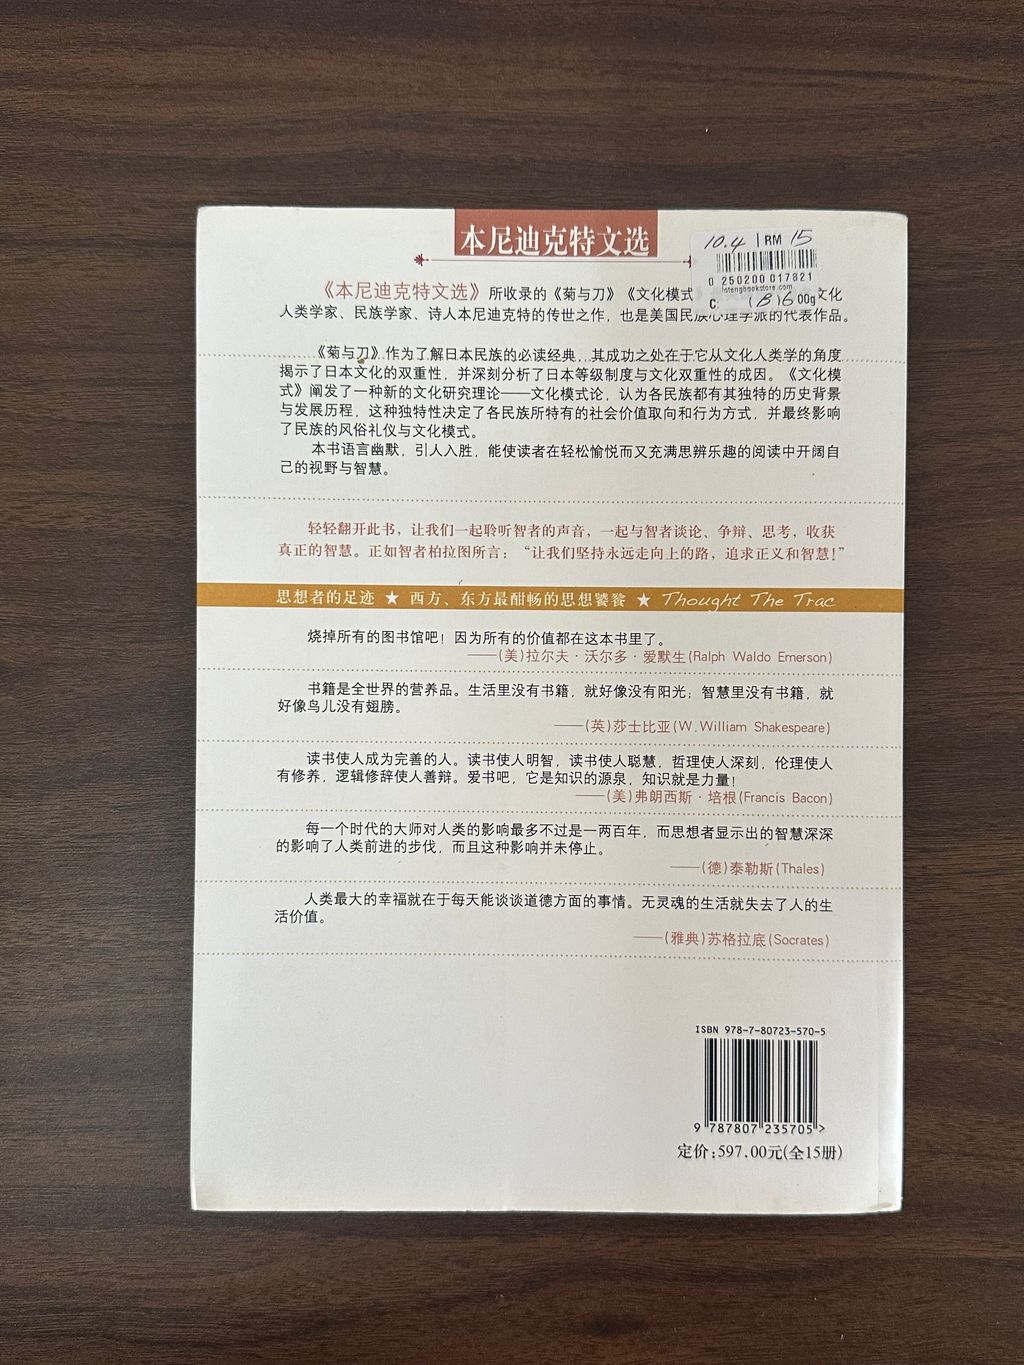 本尼迪克特文选
10.4 RM 15
0 250200 017821
lotengbookstore.com
C: 00g
《本尼迪克特文选》所收录的《菊与刀》《文化模式 文化
人类学家、民族学家、诗人本尼迪克特的传世之作，也是美国民族心理学派的代表作品。
《菊与刀》作为了解日本民族的必读经典，其成功之处在于它从文化人类学的角度
揭示了日本文化的双重性，并深刻分析了日本等级制度与文化双重性的成因。《文化模
式》阐发了一种新的文化研究理论——文化模式论，认为各民族都有其独特的历史背景
与发展历程，这种独特性决定了各民族所特有的社会价值取向和行为方式，并最终影响
了民族的风俗礼仪与文化模式。
本书语言幽默，引人入胜，能使读者在轻松愉悦而又充满思辨乐趣的阅读中开阔自
己的视野与智慧。
轻轻翻开此书，让我们一起聆听智者的声音，一起与智者谈论、争辩、思考，收获
真正的智慧。正如智者柏拉图所言：“让我们坚持永远走向上的路，追求正义和智慧！”
思想者的足迹 ★ 西方、东方最酣畅的思想饕餮 ★ Thought The Trac
烧掉所有的图书馆吧！因为所有的价值都在这本书里了。
——(美)拉尔夫·沃尔多·爱默生(Ralph Waldo Emerson)
书籍是全世界的营养品。生活里没有书籍，就好像没有阳光；智慧里没有书籍，就
好像鸟儿没有翅膀。
——(英)莎士比亚(W.William Shakespeare)
读书使人成为完善的人。读书使人明智，读书使人聪慧，哲理使人深刻，伦理使人
有修养，逻辑修辞使人善辩。爱书吧，它是知识的源泉，知识就是力量！
——(美)弗朗西斯·培根(Francis Bacon)
每一个时代的大师对人类的影响最多不过是一两百年，而思想者显示出的智慧深深
的影响了人类前进的步伐，而且这种影响并未停止。
——(德)泰勒斯(Thales)
人类最大的幸福就在于每天能谈谈道德方面的事情。无灵魂的生活就失去了人的生
活价值。
——(雅典)苏格拉底(Socrates)
ISBN 978-7-80723-570-5
9 787807 235705 >
定价:597.00元(全15册)